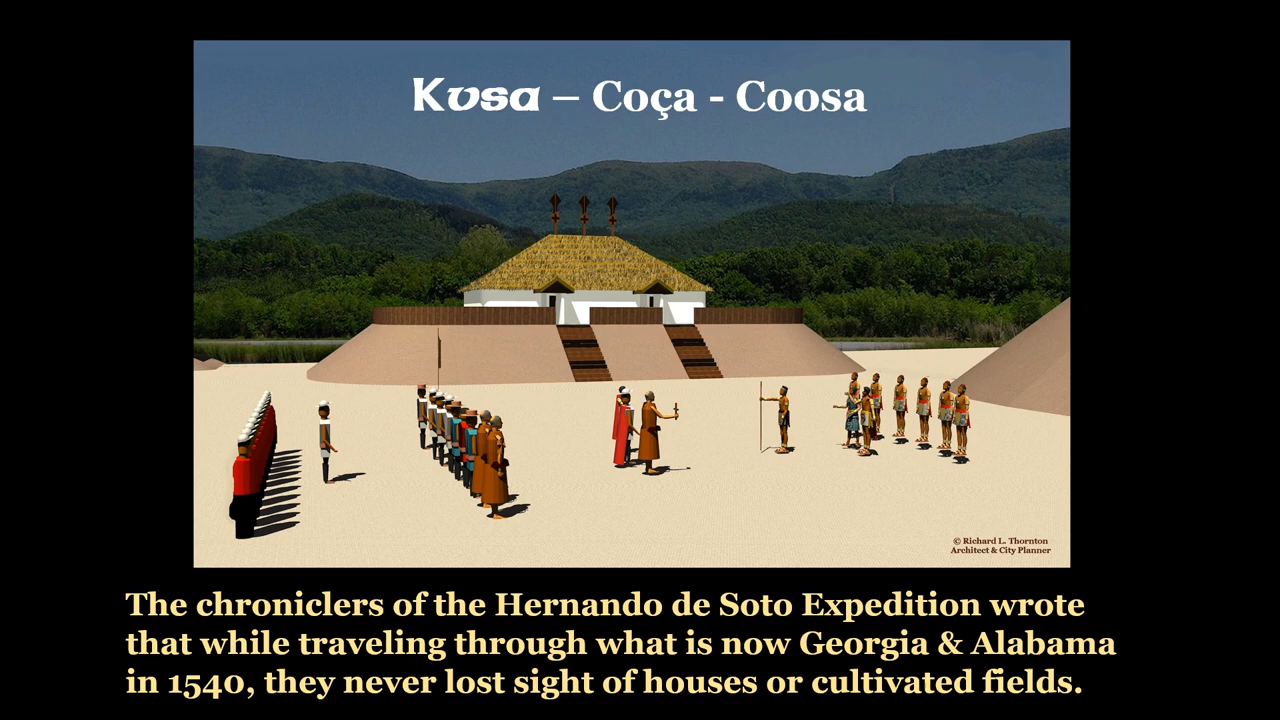 Kvsa – Coça - Coosa
© Richard L. Thornton
Architect & City Planner
The chroniclers of the Hernando de Soto Expedition wrote
that while traveling through what is now Georgia & Alabama
in 1540, they never lost sight of houses or cultivated fields.